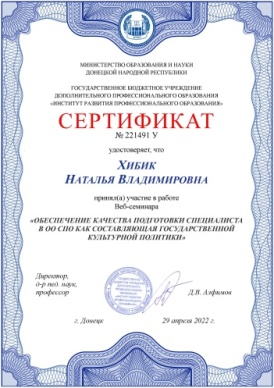 МИНИСТЕРСТВО ОБРАЗОВАНИЯ И НАУКИ
ДОНЕЦКОЙ НАРОДНОЙ РЕСПУБЛИКИ
ГОСУДАРСТВЕННОЕ БЮДЖЕТНОЕ УЧРЕЖДЕНИЕ
ДОПОЛНИТЕЛЬНОГО ПРОФЕССИОНАЛЬНОГО ОБРАЗОВАНИЯ
«ИНСТИТУТ РАЗВИТИЯ ПРОФЕССИОНАЛЬНОГО ОБРАЗОВАНИЯ»
СЕРТИФИКАТ
№ 221491 У
удостоверяет, что
ХИБИК
НАТАЛЬЯ ВЛАДИМИРОВНА
принял(а) участие в работе
Веб-семинара
«ОБЕСПЕЧЕНИЕ КАЧЕСТВА ПОДГОТОВКИ СПЕЦИАЛИСТА
В ОО СПО КАК СОСТАВЛЯЮЩАЯ ГОСУДАРСТВЕННОЙ
КУЛЬТУРНОЙ ПОЛИТИКИ»
Директор,
д-р пед. наук,
профессор
Д.В. Алфимов
г. Донецк
29 апреля 2022 г.